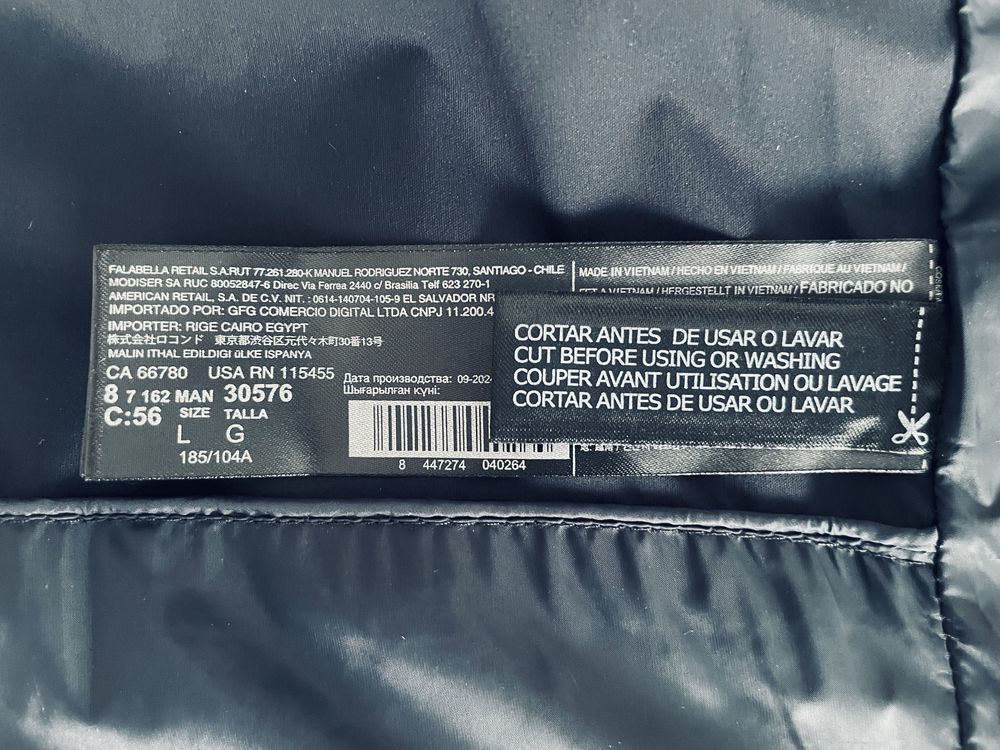 FALABELLA RETAIL S.A.RUT 77.261.280-K MANUEL RODRIGUEZ NORTE 730, SANTIAGO - CHILE
MODISER SA RUC 80052847-6 Direc Via Ferrea 2440 c/ Brasilia Telf 623 270-1
AMERICAN RETAIL, S.A. DE C.V. NIT. : 0614-140704-105-9 EL SALVADOR NR
IMPORTADO POR: GFG COMERCIO DIGITAL LTDA CNPJ 11.200.4
IMPORTER: RIGE CAIRO EGYPT
株式会社ロコンド 東京都渋谷区元代々木町30番13号
MALIN ITHAL EDILDIGI üLKE ISPANYA
CA 66780 USA RN 115455
8 7 162 MAN 30576
C:56 SIZE TALLA
L G
185/104A
Дата производства: 09-2024
Шығарылған күні:
8 447274 040264
MADE IN VIETNAM / HECHO EN VIETNAM / FABRIQUE AU VIETNAM /
VIETNAM / HERGESTELLT IN VIETNAM / FABRICADO NO
CORTAR ANTES DE USAR O LAVAR
CUT BEFORE USING OR WASHING
COUPER AVANT UTILISATION OU LAVAGE
CORTAR ANTES DE USAR OU LAVAR